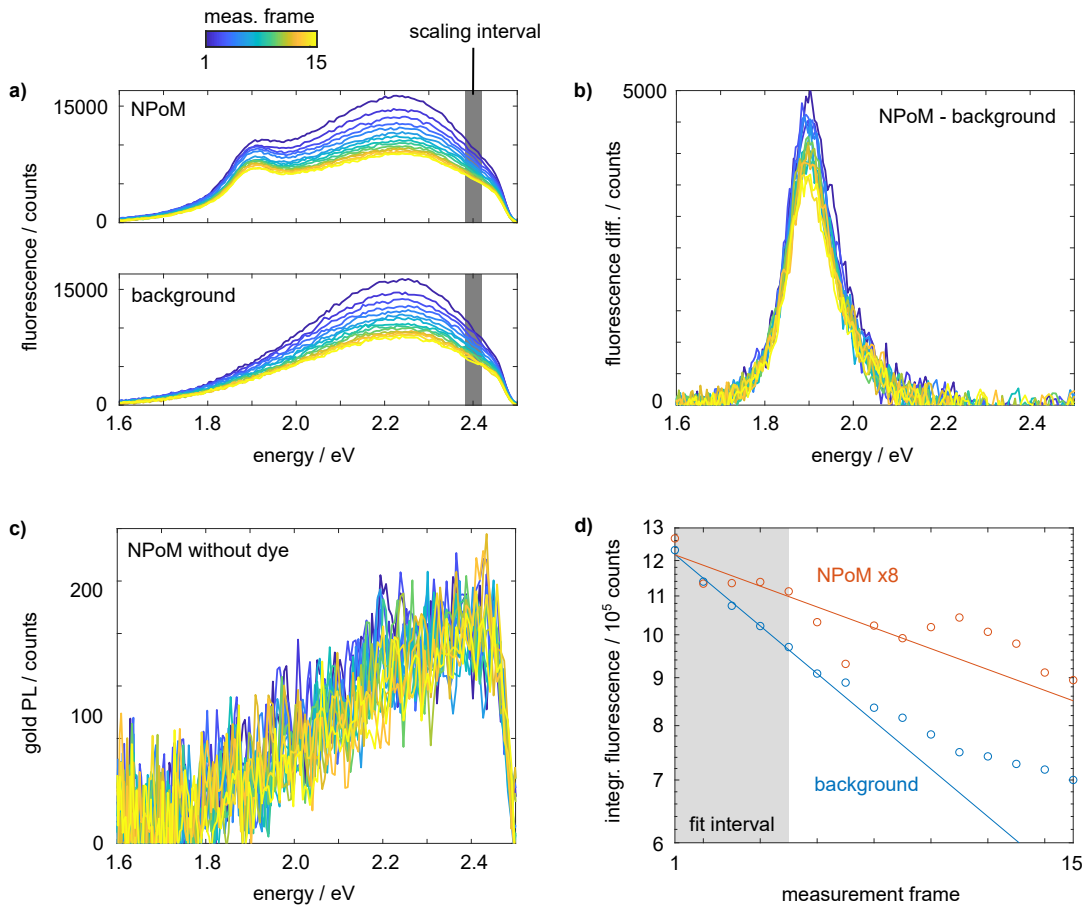 meas. frame
1 15
scaling interval
a)
NPoM
15000
0
background
15000
0
fluorescence / counts
1.6 1.8 2.0 2.2 2.4
energy / eV
b)
5000
NPoM - background
0
fluorescence diff. / counts
1.6 1.8 2.0 2.2 2.4
energy / eV
c)
NPoM without dye
200
100
0
gold PL / counts
1.6 1.8 2.0 2.2 2.4
energy / eV
d)
13
12
11
10
9
8
7
6
integr. fluorescence / 10⁵ counts
NPoM x8
background
fit interval
1 15
measurement frame